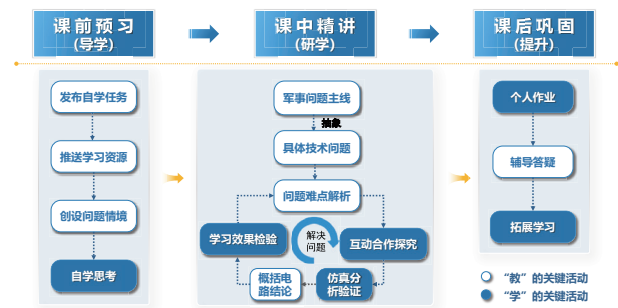 课前预习
(导学)
课中精讲
(研学)
课后巩固
(提升)
发布自学任务
推送学习资源
创设问题情境
自学思考
军事问题主线
抽象
具体技术问题
问题难点解析
学习效果检验
解决
问题
互动合作探究
概括电
路结论
仿真分
析验证
个人作业
辅导答疑
拓展学习
“教”的关键活动
“学”的关键活动